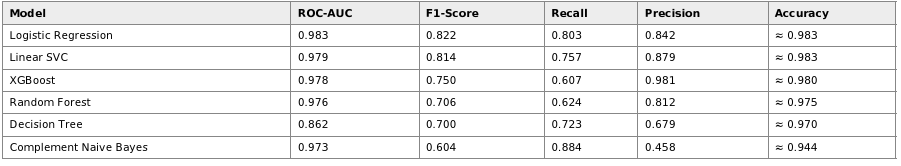 Model ROC-AUC F1-Score Recall Precision Accuracy
Logistic Regression 0.983 0.822 0.803 0.842 ≈ 0.983
Linear SVC 0.979 0.814 0.757 0.879 ≈ 0.983
XGBoost 0.978 0.750 0.607 0.981 ≈ 0.980
Random Forest 0.976 0.706 0.624 0.812 ≈ 0.975
Decision Tree 0.862 0.700 0.723 0.679 ≈ 0.970
Complement Naive Bayes 0.973 0.604 0.884 0.458 ≈ 0.944